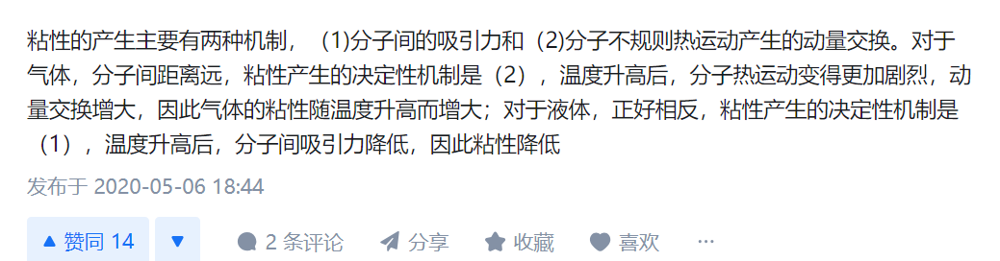 粘性的产生主要有两种机制，（1)分子间的吸引力和（2)分子不规则热运动产生的动量交换。对于
气体，分子间距离远，粘性产生的决定性机制是（2），温度升高后，分子热运动变得更加剧烈，动
量交换增大，因此气体的粘性随温度升高而增大；对于液体，正好相反，粘性产生的决定性机制是
（1），温度升高后，分子间吸引力降低，因此粘性降低
发布于 2020-05-06 18:44
赞同 14 2 条评论 分享 收藏 喜欢 ···